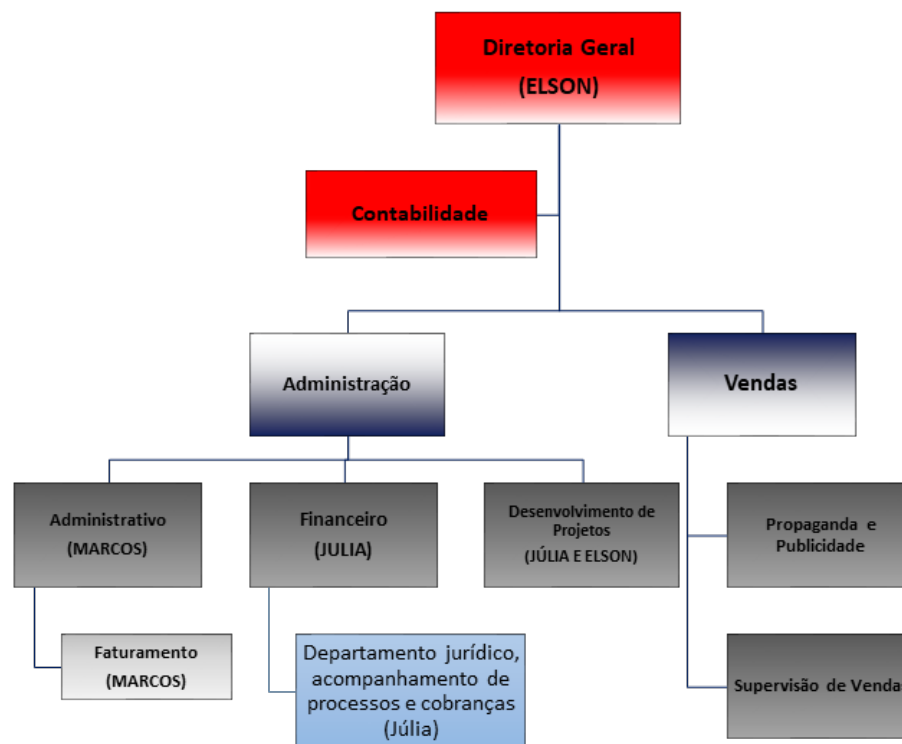 Diretoria Geral
(ELSON)
Contabilidade
Administração
Vendas
Administrativo
(MARCOS)
Financeiro
(JULIA)
Desenvolvimento de
Projetos
(JÚLIA E ELSON)
Propaganda e
Publicidade
Faturamento
(MARCOS)
Departamento jurídico,
acompanhamento de
processos e cobranças
(Júlia)
Supervisão de Vendas